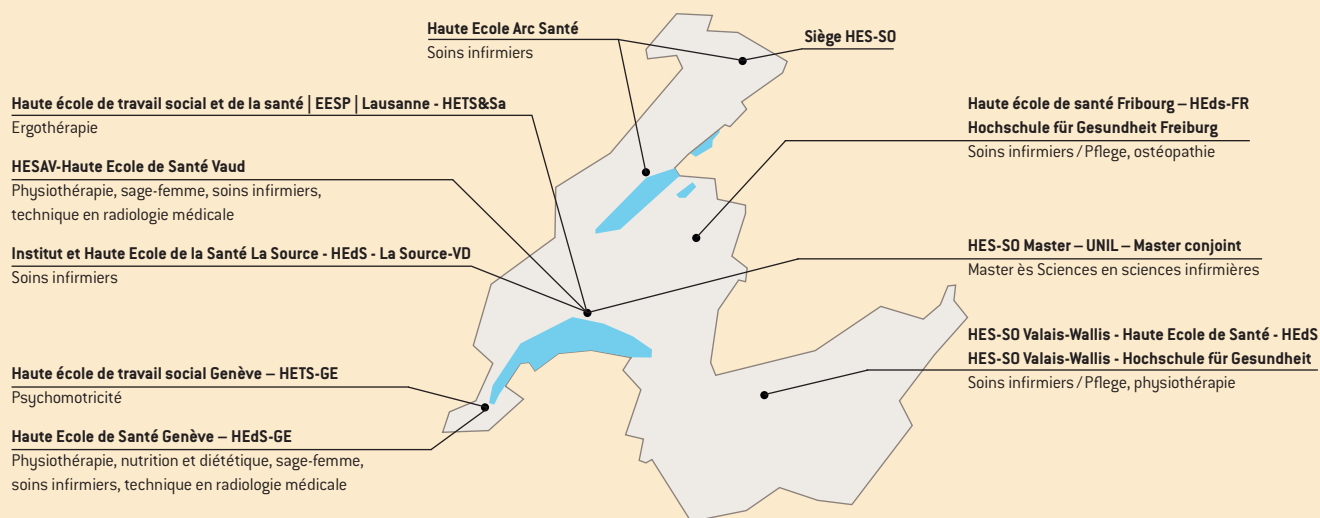 Haute Ecole Arc Santé
Soins infirmiers
Siège HES-SO
Haute école de travail social et de la santé | EESP | Lausanne - HETS&Sa
Ergothérapie
HESAV-Haute Ecole de Santé Vaud
Physiothérapie, sage-femme, soins infirmiers,
technique en radiologie médicale
Institut et Haute Ecole de la Santé La Source - HEdS - La Source-VD
Soins infirmiers
Haute école de travail social Genève – HETS-GE
Psychomotricité
Haute Ecole de Santé Genève – HEdS-GE
Physiothérapie, nutrition et diététique, sage-femme,
soins infirmiers, technique en radiologie médicale
Haute école de santé Fribourg – HEds-FR
Hochschule für Gesundheit Freiburg
Soins infirmiers / Pflege, ostéopathie
HES-SO Master – UNIL – Master conjoint
Master ès Sciences en sciences infirmières
HES-SO Valais-Wallis - Haute Ecole de Santé - HEdS
HES-SO Valais-Wallis - Hochschule für Gesundheit
Soins infirmiers / Pflege, physiothérapie